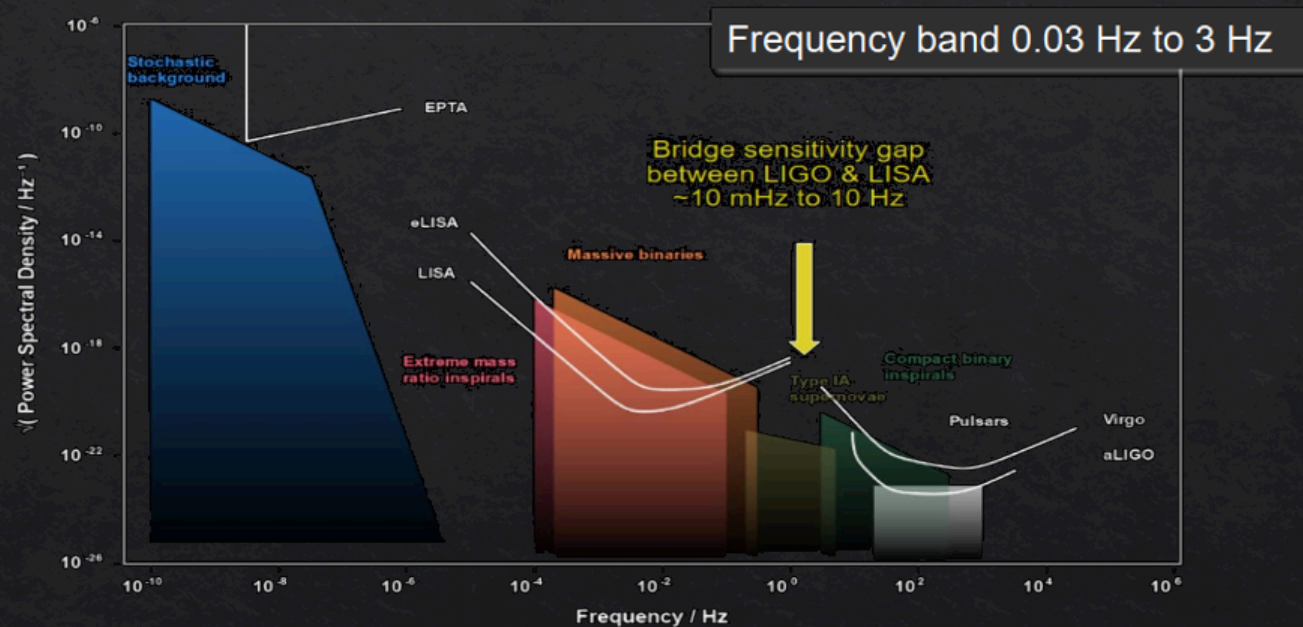 Frequency band 0.03 Hz to 3 Hz
10⁻⁶
10⁻¹⁰
10⁻¹⁴
10⁻¹⁸
10⁻²²
10⁻²⁶
√( Power Spectral Density / Hz⁻¹ )
Stochastic
background
EPTA
Bridge sensitivity gap
between LIGO & LISA
~10 mHz to 10 Hz
eLISA
LISA
Massive binaries
Extreme mass
ratio inspirals
Type IA
supernovae
Compact binary
inspirals
Pulsars
Virgo
aLIGO
10⁻¹⁰ 10⁻⁸ 10⁻⁶ 10⁻⁴ 10⁻² 10⁰ 10² 10⁴ 10⁶
Frequency / Hz